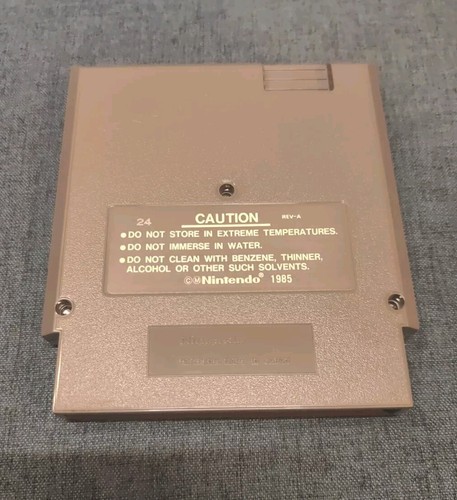 24 CAUTION REV-A
●DO NOT STORE IN EXTREME TEMPERATURES.
●DO NOT IMMERSE IN WATER.
●DO NOT CLEAN WITH BENZENE, THINNER,
ALCOHOL OR OTHER SUCH SOLVENTS.
©ⓂNintendo® 1985